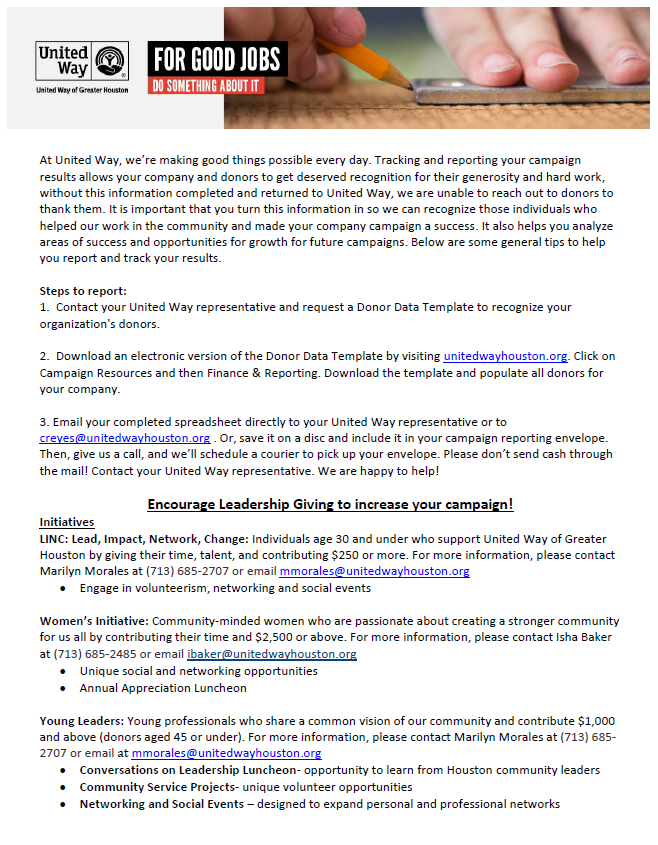 United
Way
United Way of Greater Houston
FOR GOOD JOBS
DO SOMETHING ABOUT IT
At United Way, we're making good things possible every day. Tracking and reporting your campaign
results allows your company and donors to get deserved recognition for their generosity and hard work,
without this information completed and returned to United Way, we are unable to reach out to donors to
thank them. It is important that you turn this information in so we can recognize those individuals who
helped our work in the community and made your company campaign a success. It also helps you analyze
areas of success and opportunities for growth for future campaigns. Below are some general tips to help
you report and track your results.
Steps to report:
1. Contact your United Way representative and request a Donor Data Template to recognize your
organization's donors.
2. Download an electronic version of the Donor Data Template by visiting unitedwayhouston.org. Click on
Campaign Resources and then Finance & Reporting. Download the template and populate all donors for
your company.
3. Email your completed spreadsheet directly to your United Way representative or to
creyes@unitedwayhouston.org . Or, save it on a disc and include it in your campaign reporting envelope.
Then, give us a call, and we'll schedule a courier to pick up your envelope. Please don't send cash through
the mail! Contact your United Way representative. We are happy to help!
Encourage Leadership Giving to increase your campaign!
Initiatives
LINC: Lead, Impact, Network, Change: Individuals age 30 and under who support United Way of Greater
Houston by giving their time, talent, and contributing $250 or more. For more information, please contact
Marilyn Morales at (713) 685-2707 or email mmorales@unitedwayhouston.org
• Engage in volunteerism, networking and social events
Women's Initiative: Community-minded women who are passionate about creating a stronger community
for us all by contributing their time and $2,500 or above. For more information, please contact Isha Baker
at (713) 685-2485 or email ibaker@unitedwayhouston.org
• Unique social and networking opportunities
• Annual Appreciation Luncheon
Young Leaders: Young professionals who share a common vision of our community and contribute $1,000
and above (donors aged 45 or under). For more information, please contact Marilyn Morales at (713) 685-
2707 or email at mmorales@unitedwayhouston.org
• Conversations on Leadership Luncheon- opportunity to learn from Houston community leaders
• Community Service Projects- unique volunteer opportunities
• Networking and Social Events – designed to expand personal and professional networks